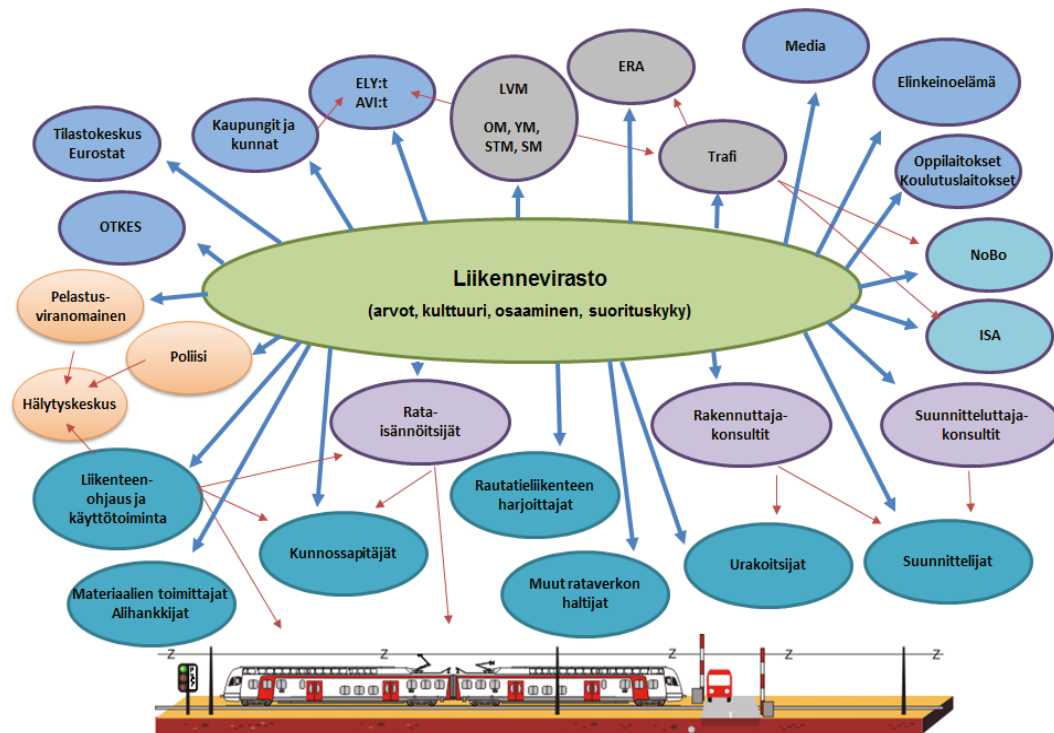 Media
ERA
Elinkeinoelämä
LVM
OM, YM,
STM, SM
ELY:t
AVI:t
Kaupungit ja
kunnat
Tilastokeskus
Eurostat
Trafi
Oppilaitokset
Koulutuslaitokset
OTKES
NoBo
Liikennevirasto
(arvot, kulttuuri, osaaminen, suorituskyky)
Pelastus-
viranomainen
ISA
Poliisi
Hälytyskeskus
Rata-
isännöitsijät
Rakennuttaja-
konsultit
Suunnitteluttaja-
konsultit
Liikenteen-
ohjaus ja
käyttötoiminta
Rautatieliikenteen
harjoittajat
Kunnossapitäjät
Urakoitsijat
Suunnittelijat
Muut rataverkon
haltijat
Materiaalien toimittajat
Alihankkijat
Z Z Z Z Z